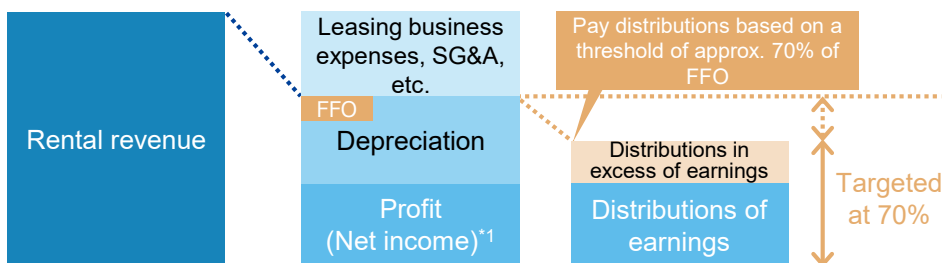 Rental revenue
Leasing business
expenses, SG&A,
etc.
FFO
Depreciation
Profit
(Net income)*1
Pay distributions based on a
threshold of approx. 70% of
FFO
Distributions in
excess of earnings
Distributions of
earnings
Targeted
at 70%